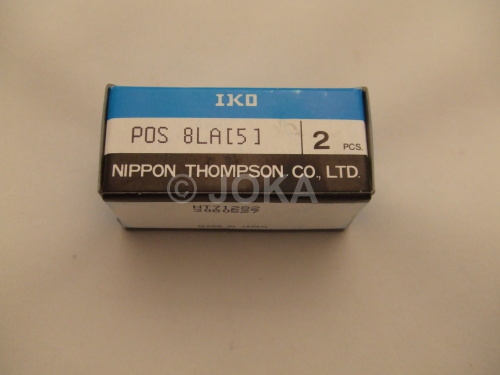 IKO
POS 8LA[5] 2 PCS.
NIPPON THOMPSON CO., LTD.
© JOKA